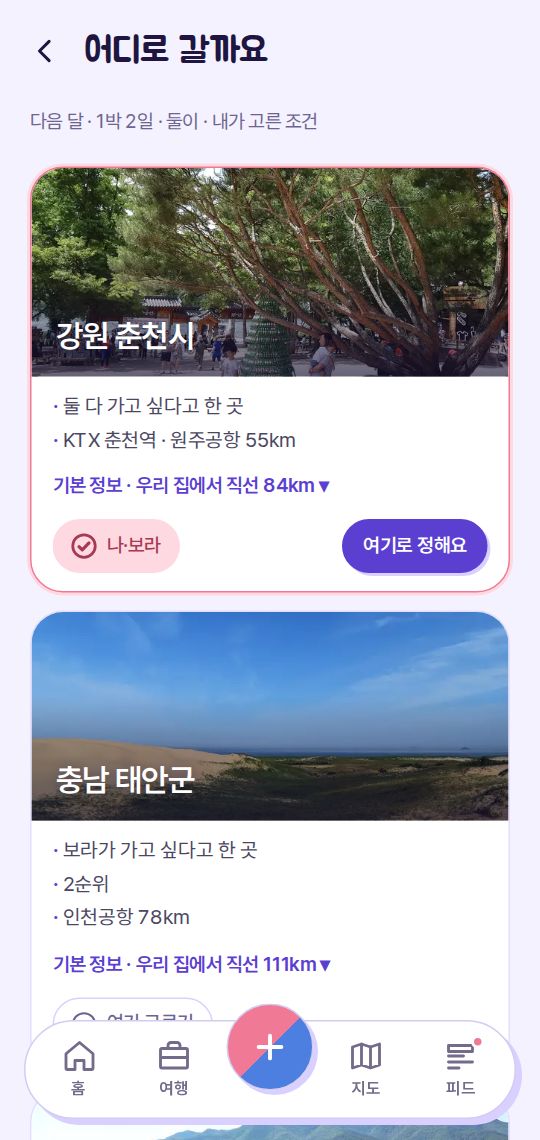 어디로 갈까요
다음 달 · 1박 2일 · 둘이 · 내가 고른 조건
강원 춘천시
· 둘 다 가고 싶다고 한 곳
· KTX 춘천역 · 원주공항 55km
기본 정보 · 우리 집에서 직선 84km ▾
나·보라
여기로 정해요
충남 태안군
· 보라가 가고 싶다고 한 곳
· 2순위
· 인천공항 78km
기본 정보 · 우리 집에서 직선 111km ▾
홈
여행
지도
피드